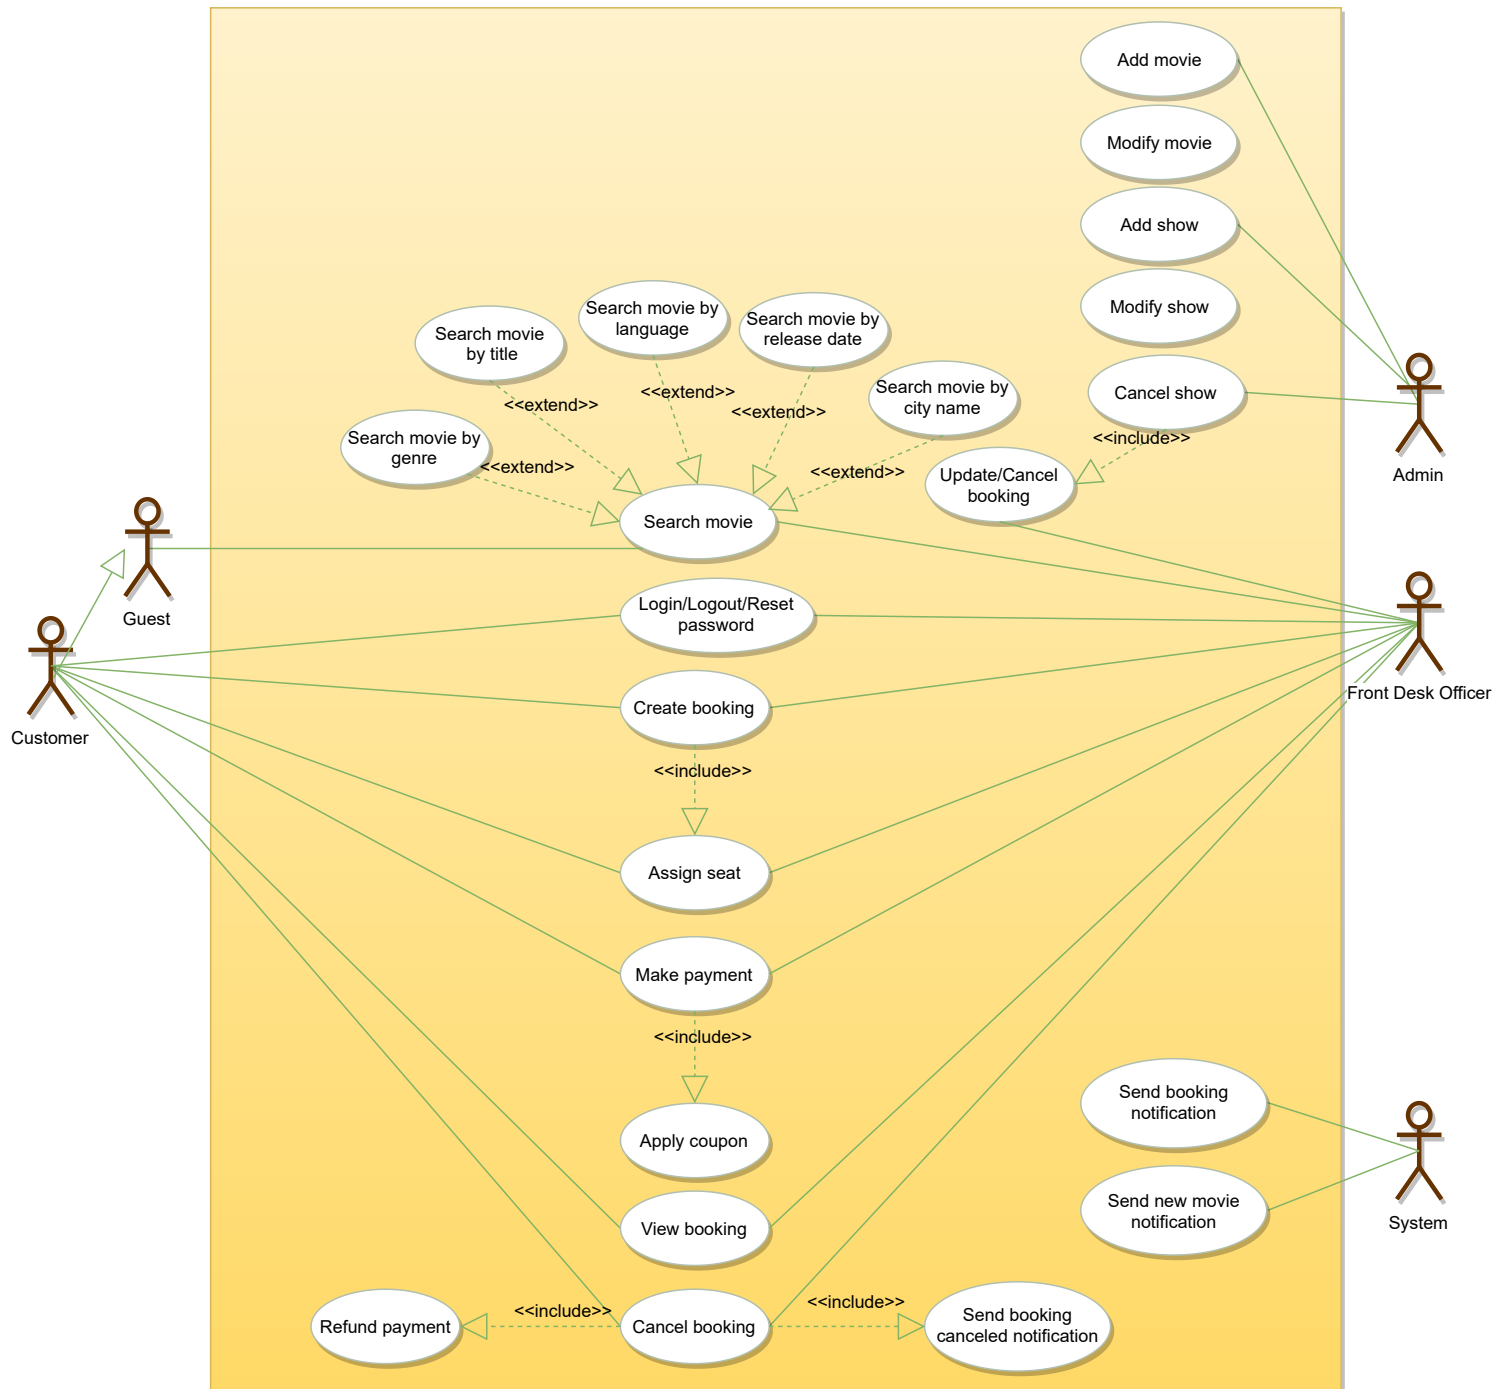 Add movie
Modify movie
Add show
Modify show
Search movie by
language
Search movie by
release date
Search movie
by title
Cancel show
Search movie by
city name
<<extend>>
<<extend>>
<<extend>>
<<include>>
Search movie by
genre
<<extend>>
<<extend>>
Update/Cancel
booking
Admin
Search movie
Guest
Login/Logout/Reset
password
Front Desk Officer
Create booking
Customer
<<include>>
Assign seat
Make payment
<<include>>
Apply coupon
Send booking
notification
Send new movie
notification
System
View booking
Refund payment
<<include>>
Cancel booking
<<include>>
Send booking
canceled notification